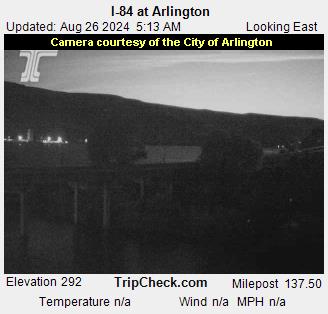 I-84 at Arlington
Updated: Aug 26 2024 5:13 AM Looking East
Camera courtesy of the City of Arlington
Elevation 292 TripCheck.com Milepost 137.50
Temperature n/a Wind n/a MPH n/a